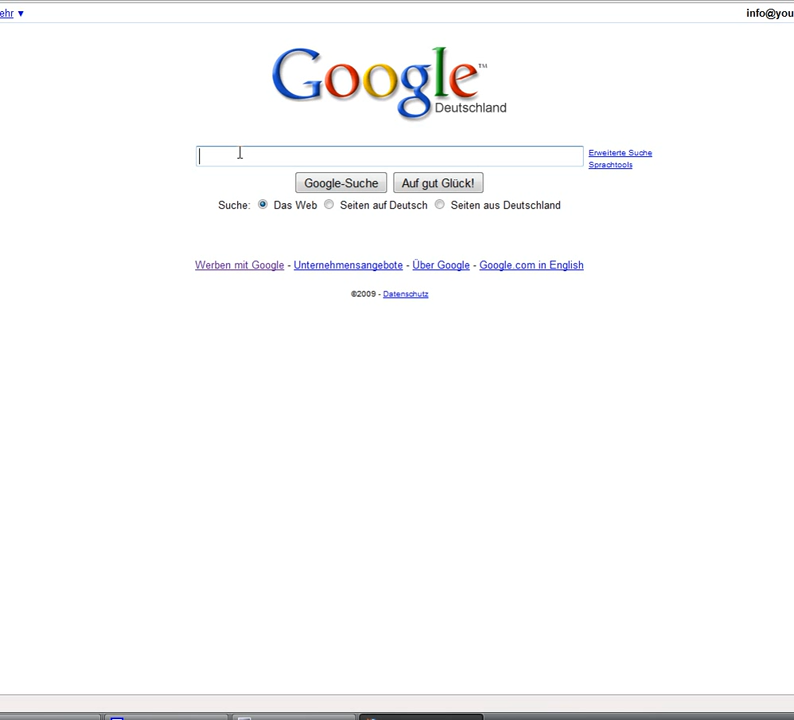 ehr ▼ info@you
Google™
Deutschland
Erweiterte Suche
Sprachtools
Google-Suche Auf gut Glück!
Suche: Das Web Seiten auf Deutsch Seiten aus Deutschland
Werben mit Google - Unternehmensangebote - Über Google - Google.com in English
©2009 - Datenschutz